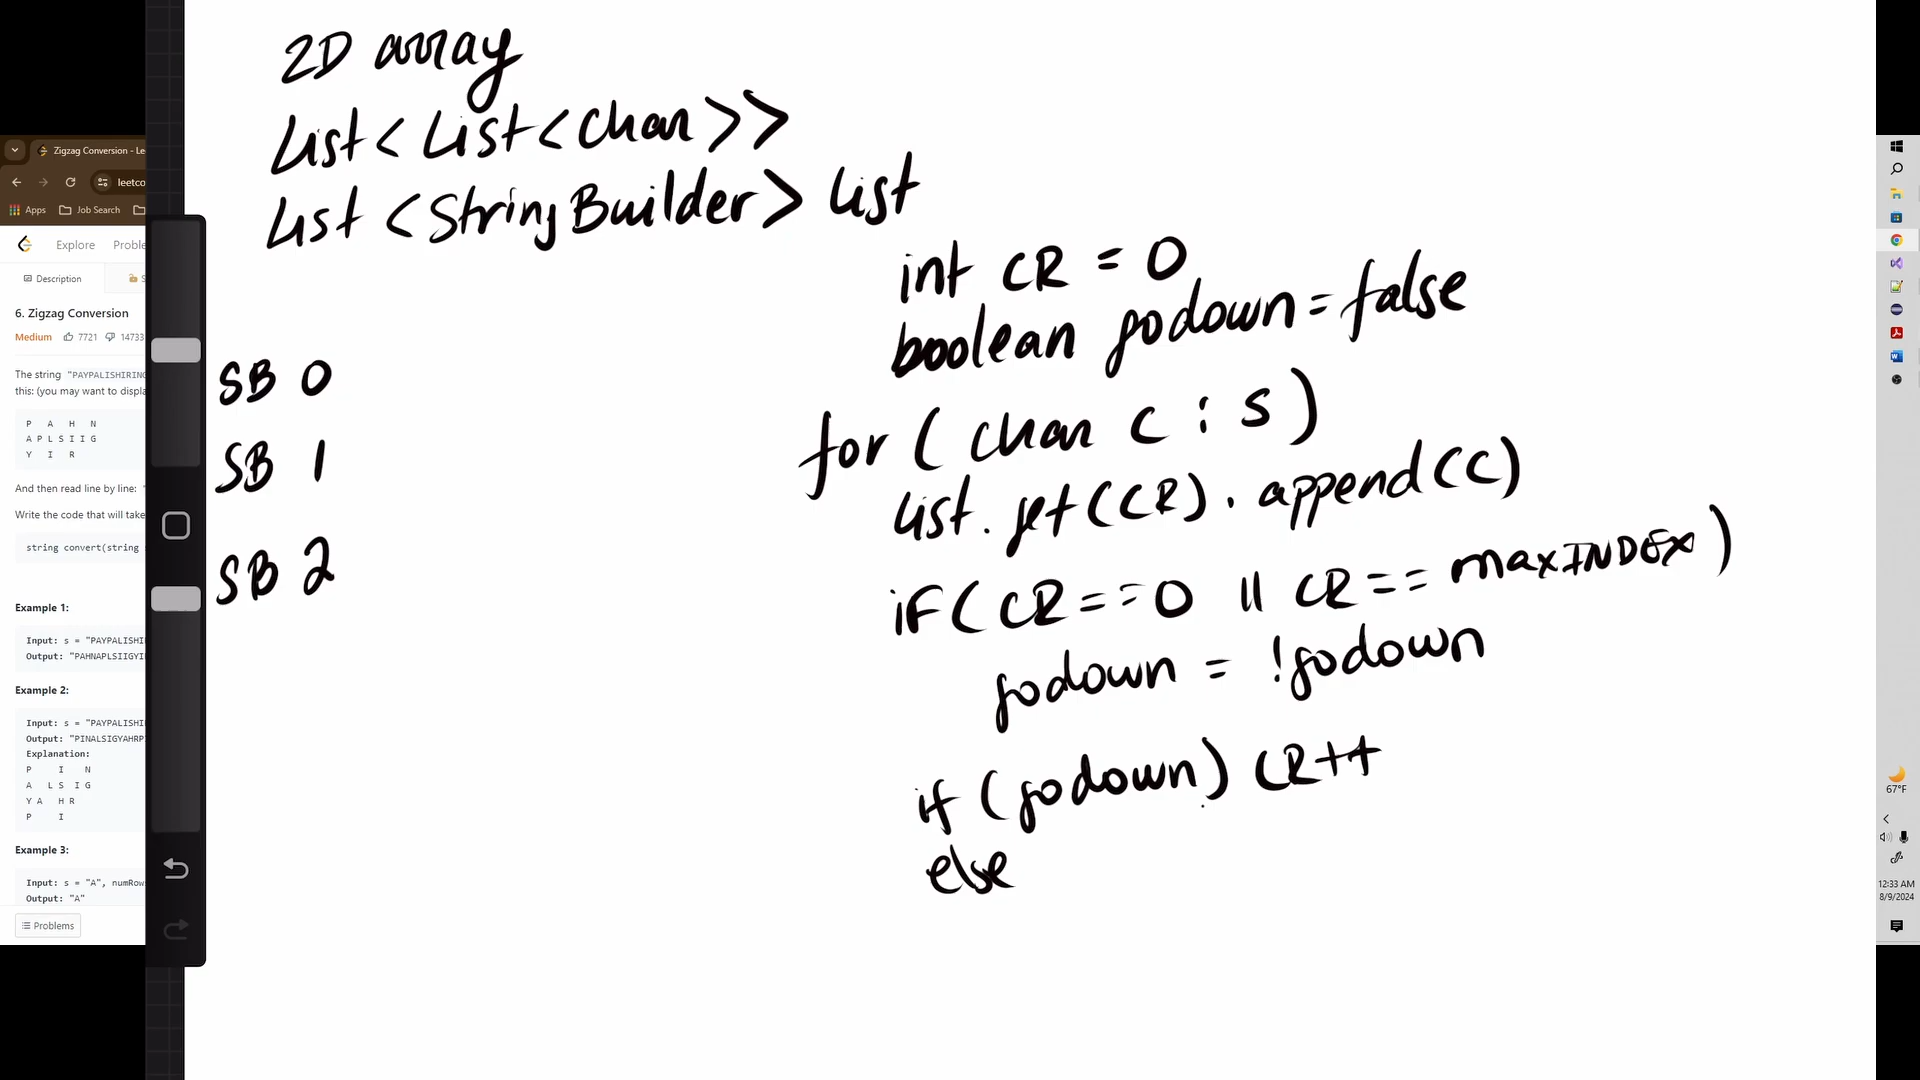 2D array
List<List<Char>>
List<StringBuilder> list
int CR = 0
boolean godown = false
SB 0
SB 1
SB 2
for (char c : s)
list.get(CR).append(c)
if(CR==0 || CR==maxINDEX)
godown = !godown
if (godown) CR++
else
Zigzag Conversion - Le
leetco
Apps
Job Search
Explore
Proble
Description
S
6. Zigzag Conversion
Medium
7721
14733
The string "PAYPALISHIRING
this: (you may want to displa
P A H N
A P L S I I G
Y I R
And then read line by line: "
Write the code that will take
string convert(string
Example 1:
Input: s = "PAYPALISHI
Output: "PAHNAPLSIIGYI
Example 2:
Input: s = "PAYPALISHI
Output: "PINALSIGYAHRP
Explanation:
P I N
A L S I G
Y A H R
P I
Example 3:
Input: s = "A", numRow
Output: "A"
Problems
67°F
12:33 AM
8/9/2024